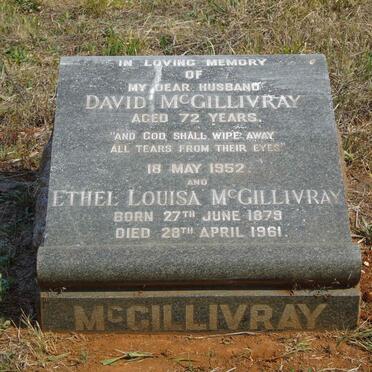 IN LOVING MEMORY
OF
MY DEAR HUSBAND
DAVID McGILLIVRAY
AGED 72 YEARS.
"AND GOD SHALL WIPE AWAY
ALL TEARS FROM THEIR EYES"
18 MAY 1952.
AND
ETHEL LOUISA McGILLIVRAY
BORN 27TH JUNE 1879
DIED 28TH APRIL 1961.
McGILLIVRAY